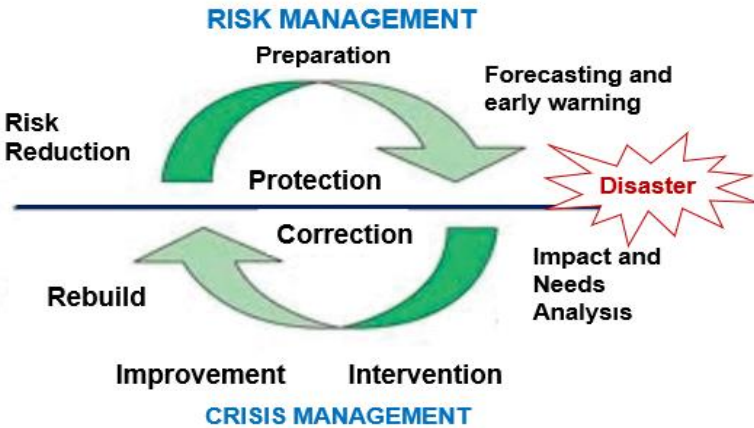 RISK MANAGEMENT
Preparation
Forecasting and
early warning
Risk
Reduction
Protection
Disaster
Correction
Impact and
Needs
Analysis
Rebuild
Improvement
Intervention
CRISIS MANAGEMENT